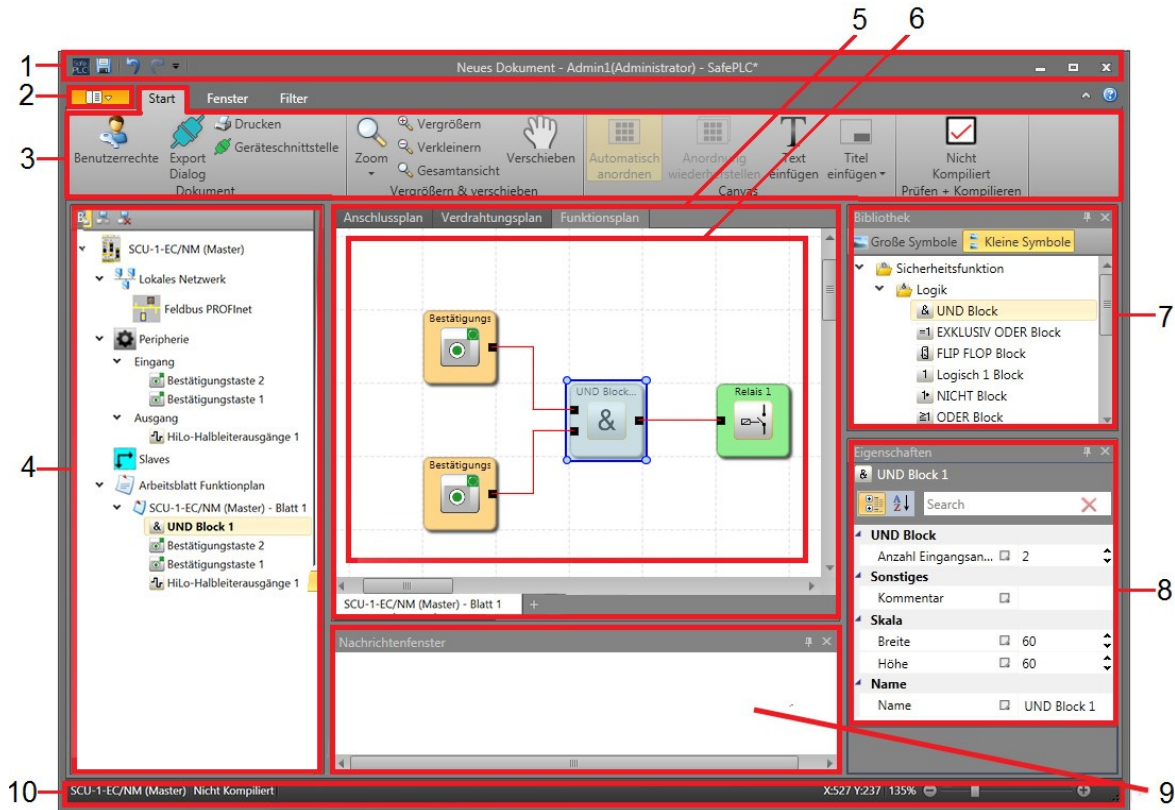 5 6
1
Safe PLC
Neues Dokument - Admin1(Administrator) - SafePLC*
2
Start Fenster Filter
3
Benutzerrechte
Export Dialog
Drucken
Geräteschnittstelle
Dokument
Zoom
Vergrößern
Verkleinern
Gesamtansicht
Verschieben
Vergrößern & verschieben
Automatisch anordnen
Anordnung wiederherstellen
Text einfügen
Titel einfügen
Canvas
Nicht Kompiliert
Prüfen + Kompilieren
4
SCU-1-EC/NM (Master)
Lokales Netzwerk
Feldbus PROFInet
Peripherie
Eingang
Bestätigungstaste 2
Bestätigungstaste 1
Ausgang
HiLo-Halbleiterausgänge 1
Slaves
Arbeitsblatt Funktionplan
SCU-1-EC/NM (Master) - Blatt 1
& UND Block 1
Bestätigungstaste 2
Bestätigungstaste 1
HiLo-Halbleiterausgänge 1
Anschlussplan Verdrahtungsplan Funktionsplan
Bestätigungs
UND Block...
&
Relais 1
Bestätigungs
SCU-1-EC/NM (Master) - Blatt 1 +
Nachrichtenfenster
9
Bibliothek
Große Symbole Kleine Symbole
Sicherheitsfunktion
Logik
& UND Block
=1 EXKLUSIV ODER Block
FLIP FLOP Block
1 Logisch 1 Block
1 NICHT Block
≥1 ODER Block
7
Eigenschaften
& UND Block 1
Search
UND Block
Anzahl Eingangsan... 2
Sonstiges
Kommentar
Skala
Breite 60
Höhe 60
Name
Name UND Block 1
8
10
SCU-1-EC/NM (Master) Nicht Kompiliert X:527 Y:237 135%